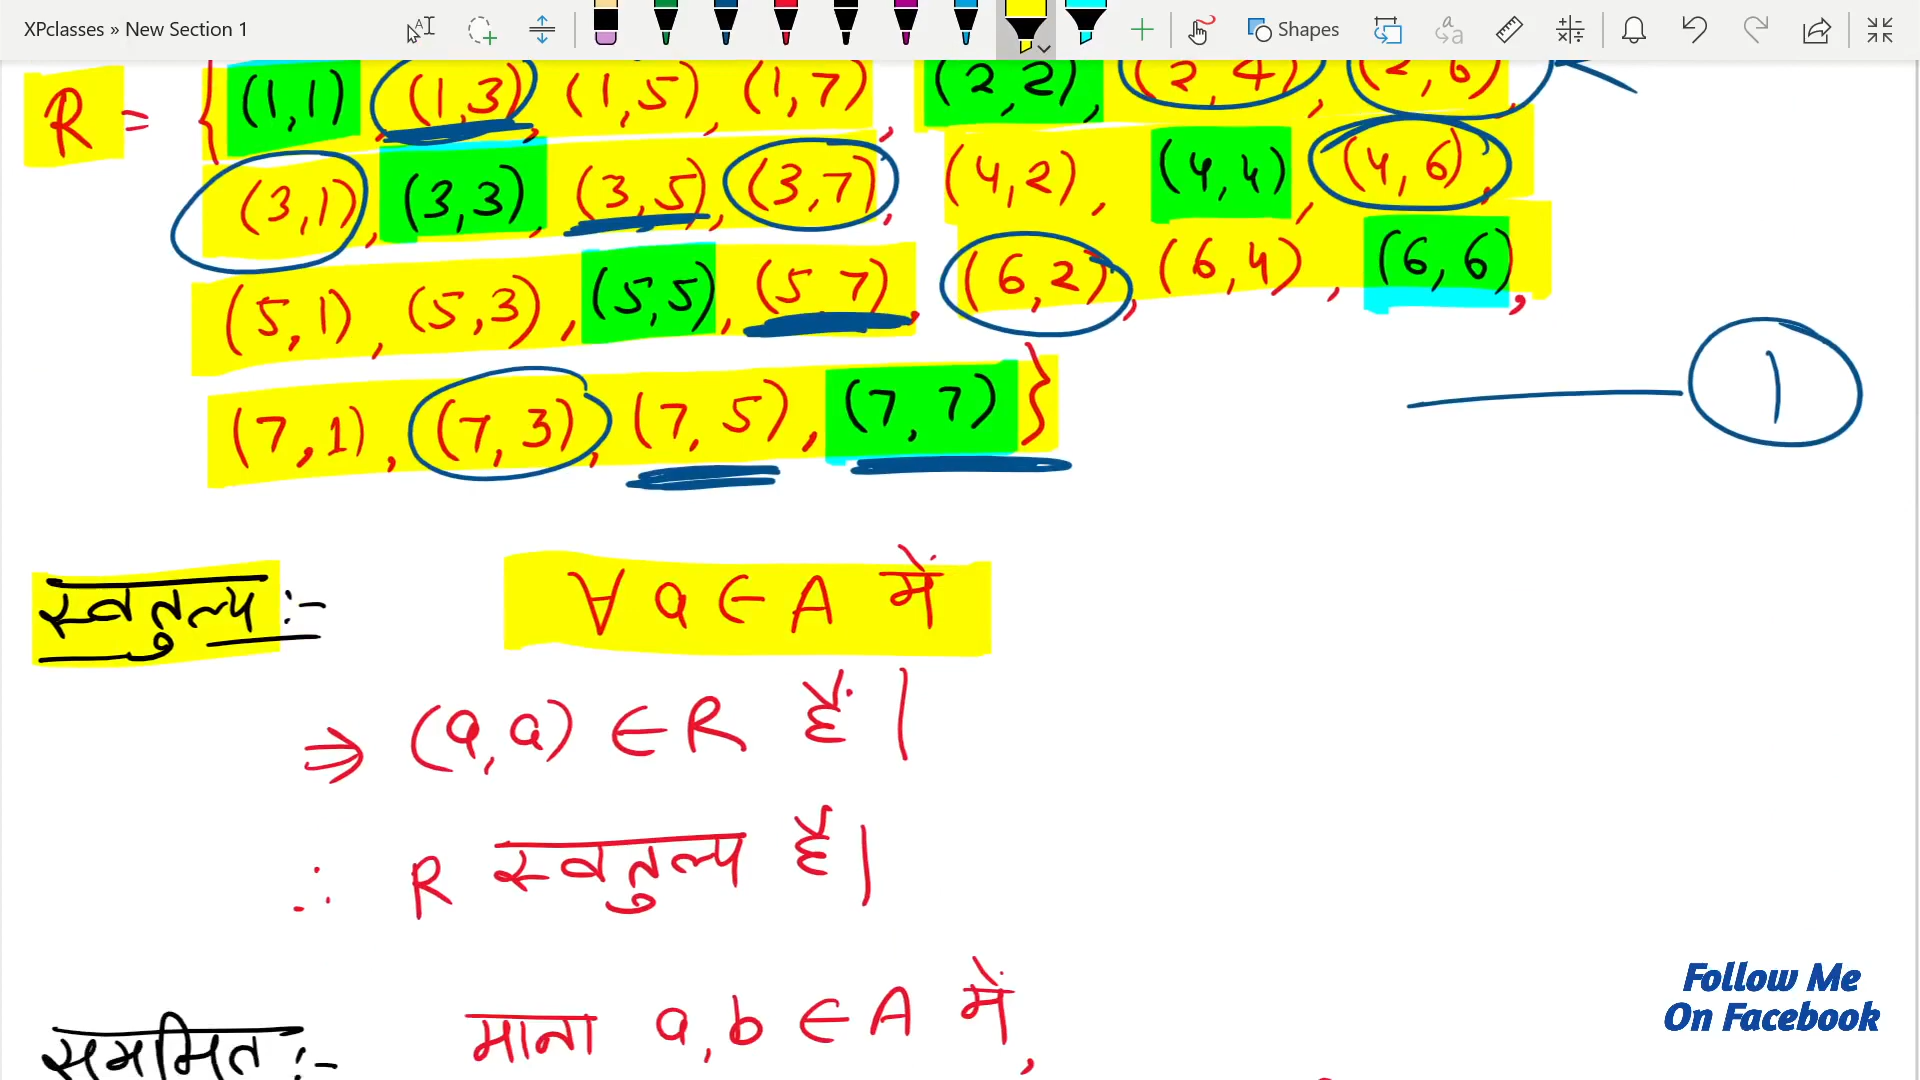 XPclasses » New Section 1
Shapes
R = {(1,1), (1,3), (1,5), (1,7), (2,2), (2,4), (2,6),
(3,1), (3,3), (3,5), (3,7), (4,2), (4,4), (4,6),
(5,1), (5,3), (5,5), (5 7), (6,2), (6,4), (6,6),
(7,1), (7,3), (7,5), (7,7)}
1
स्वतुल्य :- ∀ a ∈ A में
⇒ (a,a) ∈ R है।
∴ R स्वतुल्य है।
सममित :- माना a,b ∈ A में,
Follow Me
On Facebook